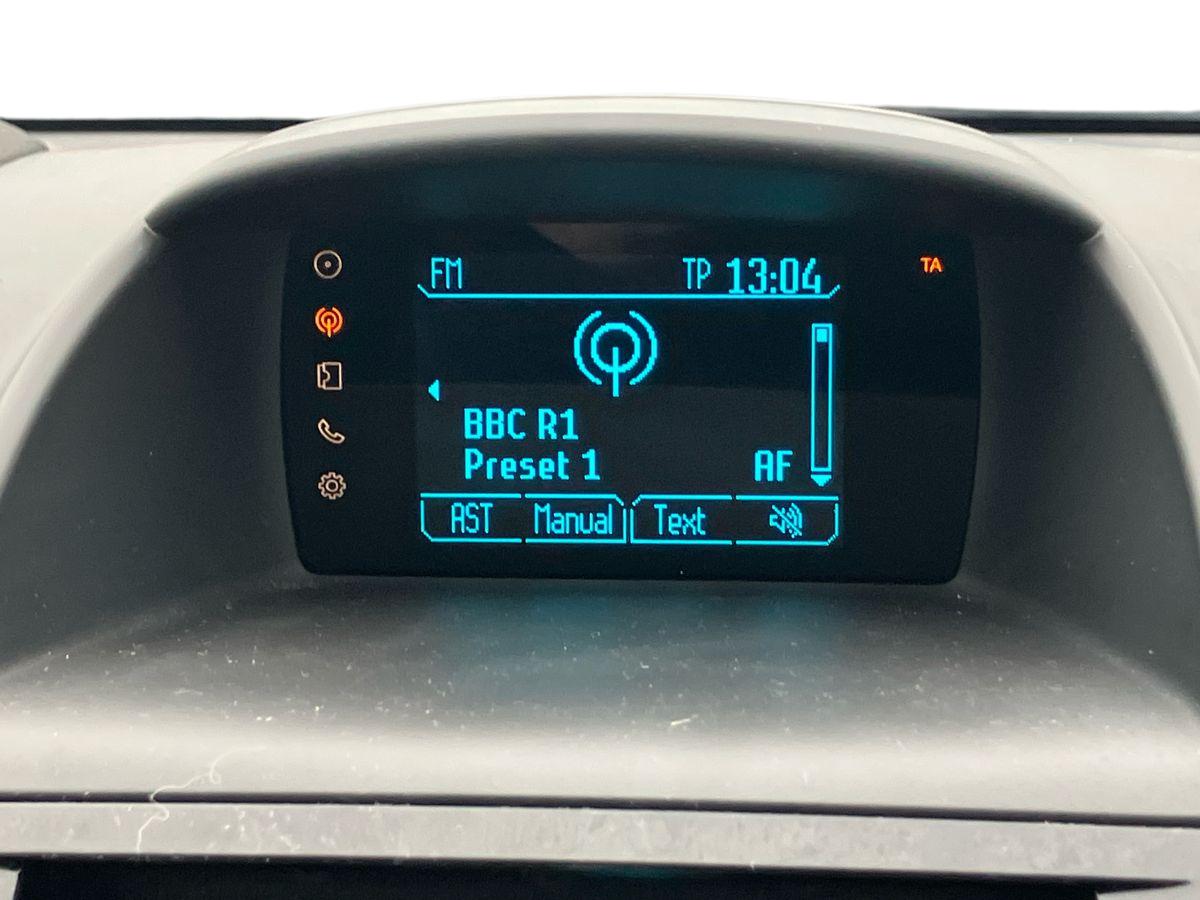 FM TP 13:04 TA
BBC R1
Preset 1 AF
AST Manual Text